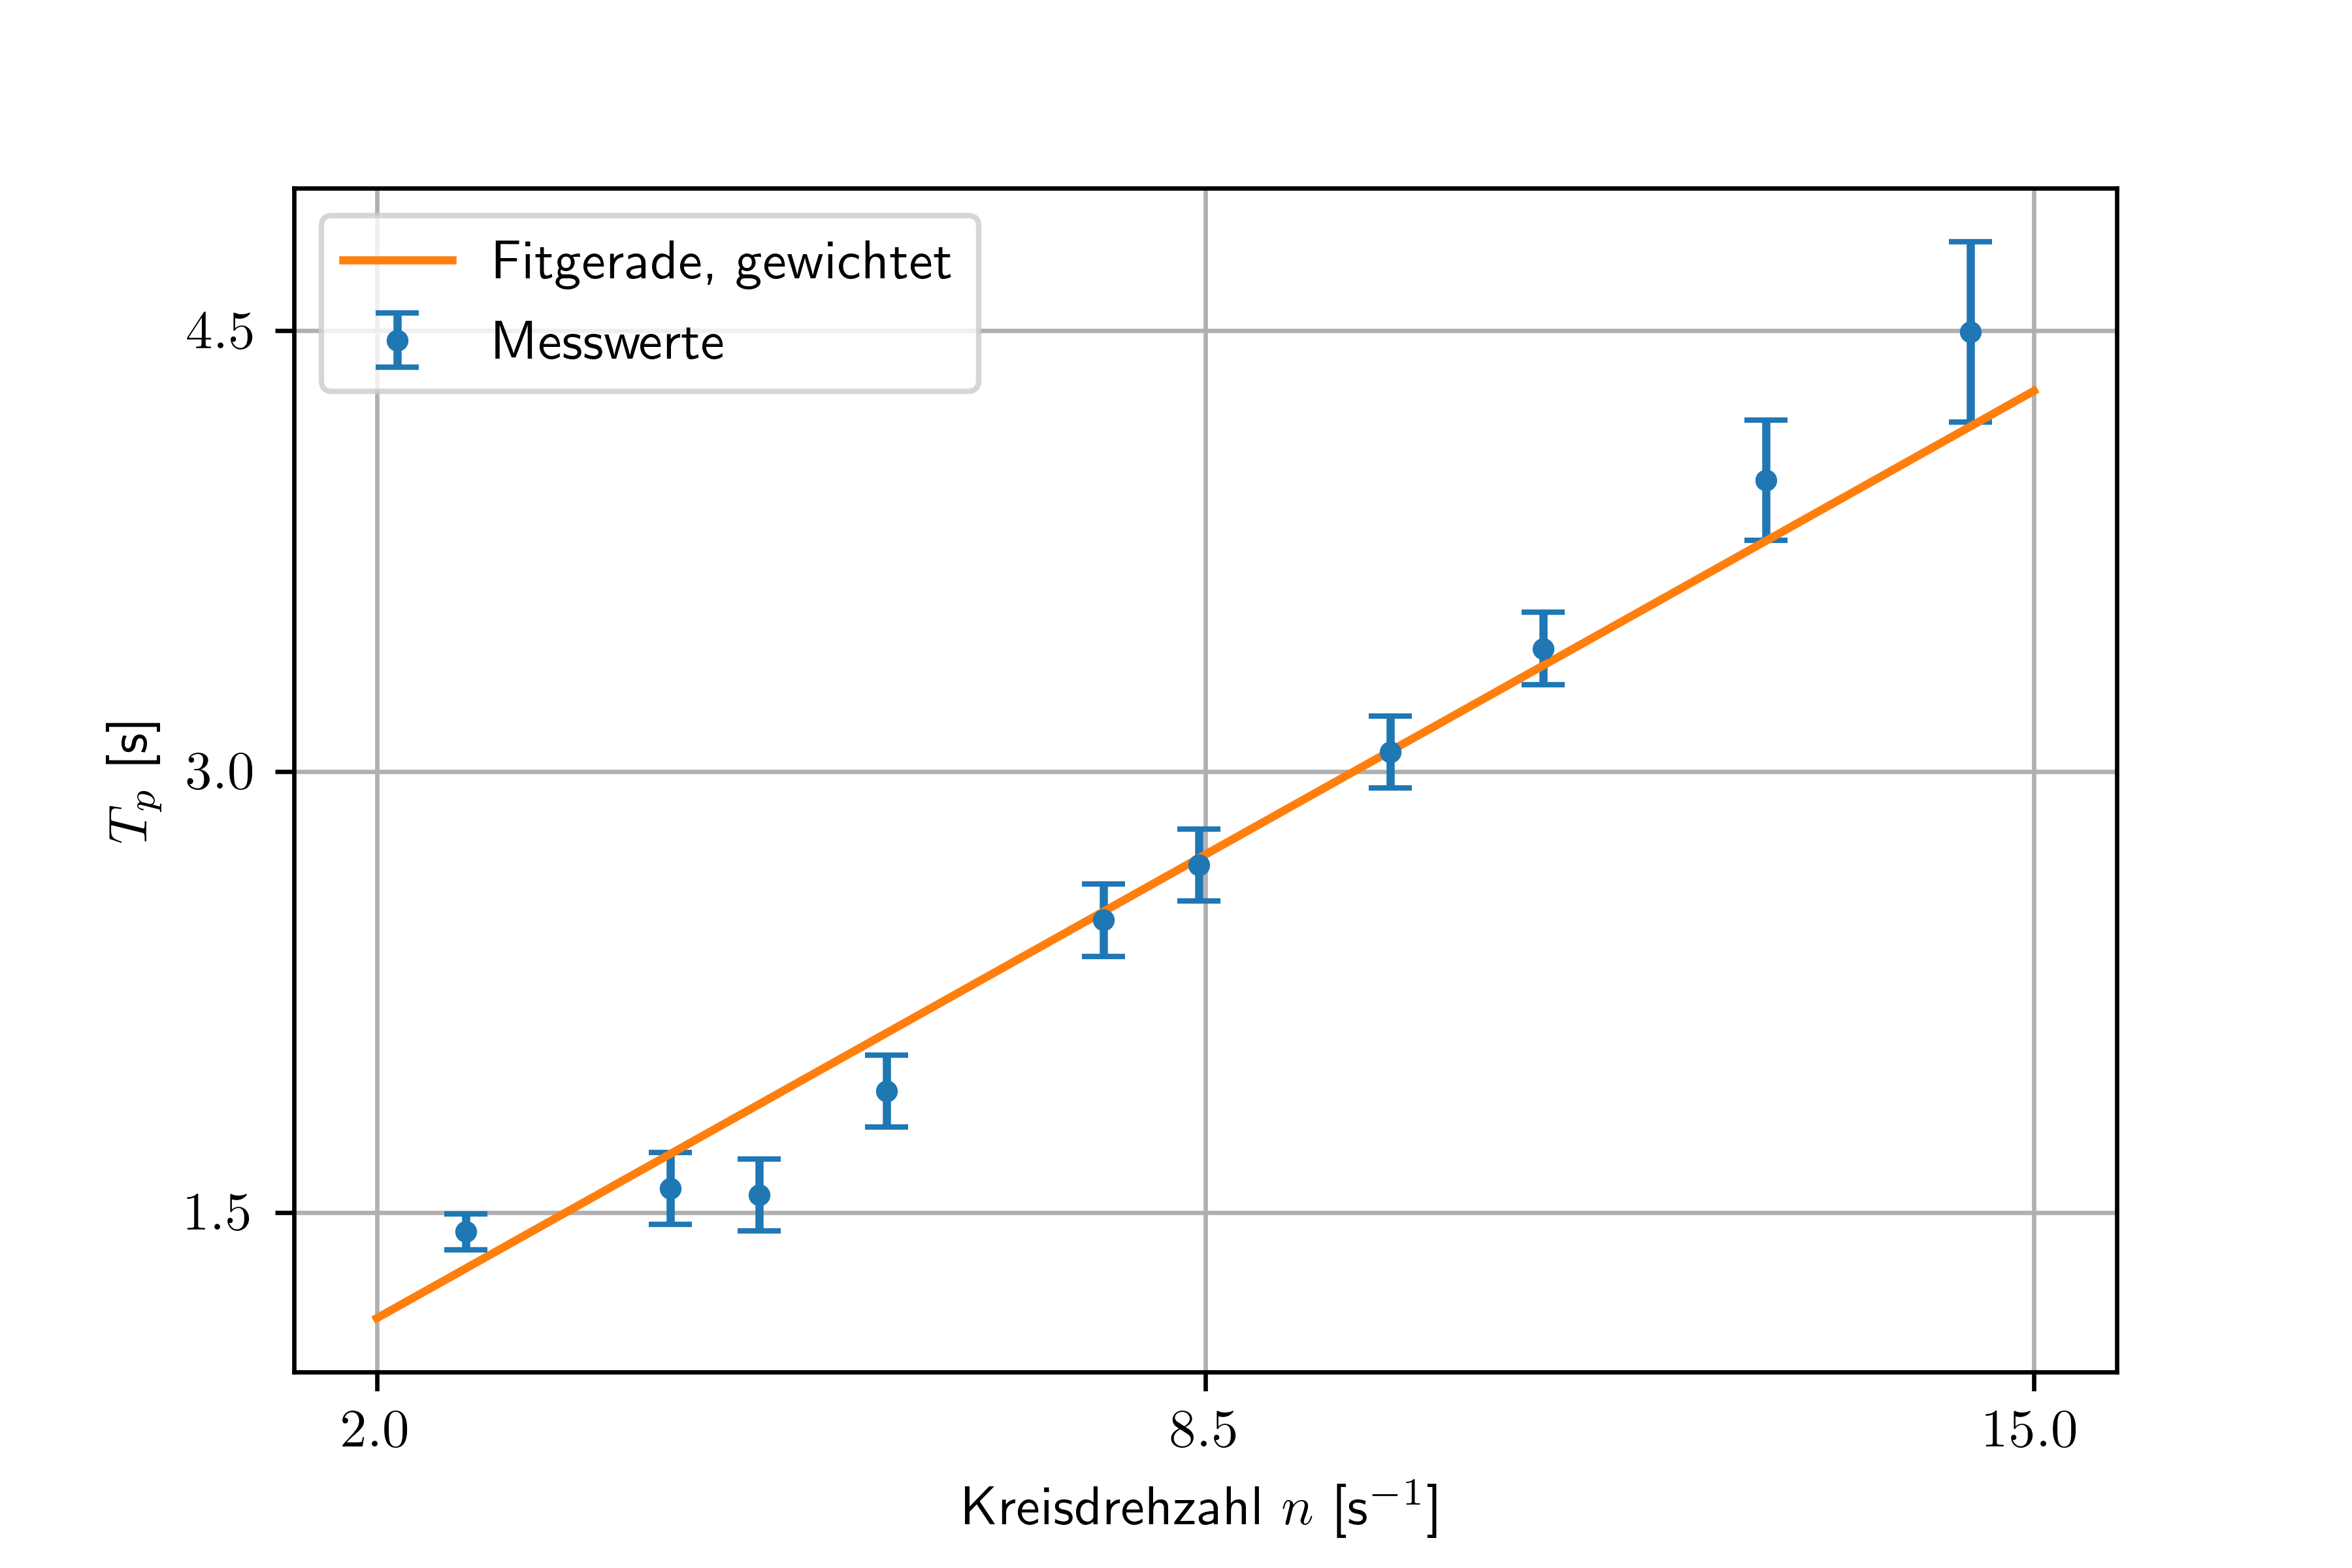 Fitgerade, gewichtet
Messwerte
4.5
3.0
1.5
T_p [s]
2.0 8.5 15.0
Kreisdrehzahl n [s⁻¹]